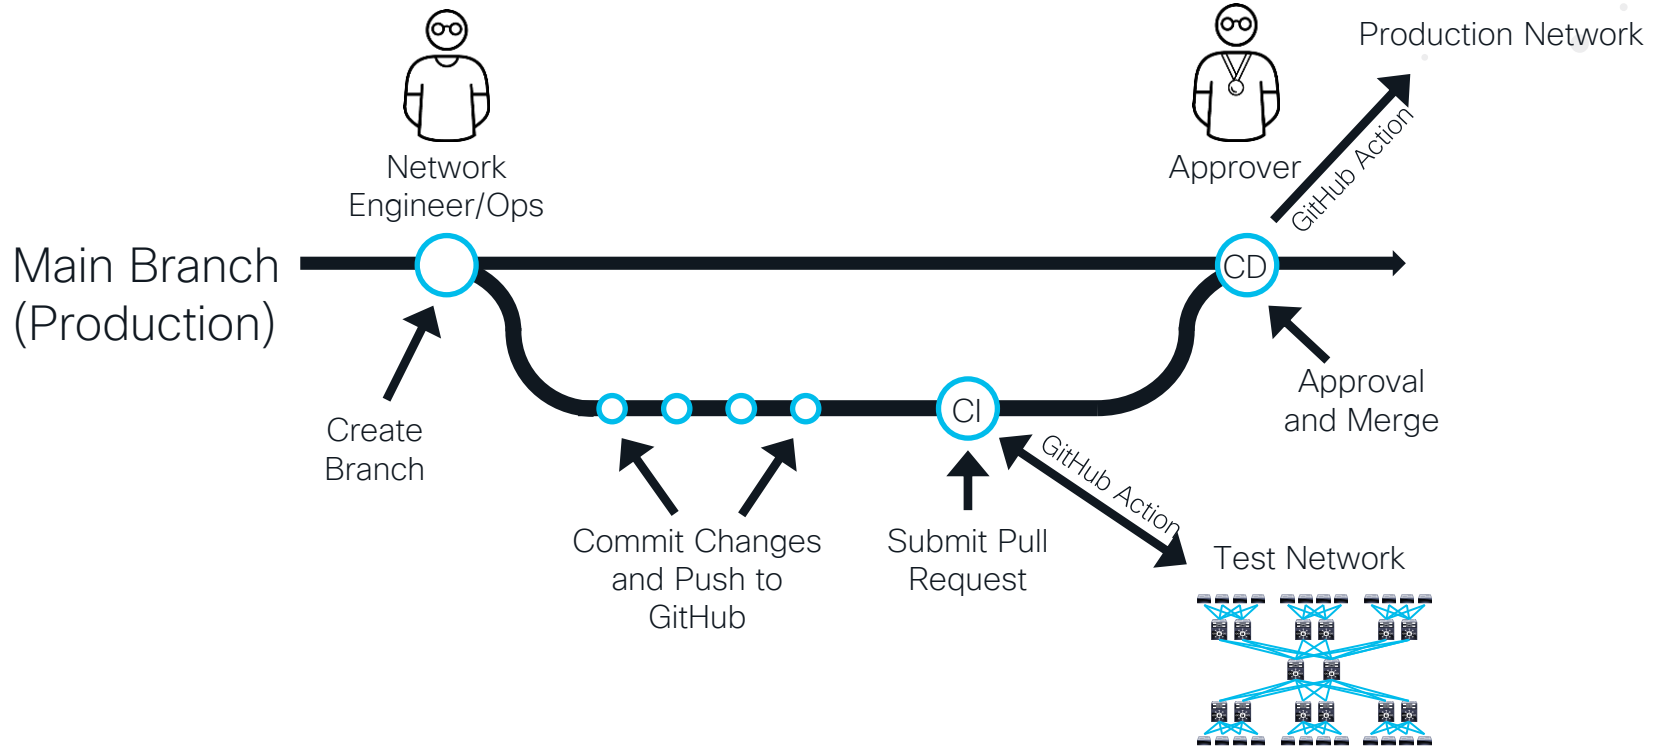 Production Network
Network
Engineer/Ops
Approver
GitHub Action
Main Branch
(Production)
CD
Create
Branch
CI
Approval
and Merge
GitHub Action
Commit Changes
and Push to
GitHub
Submit Pull
Request
Test Network